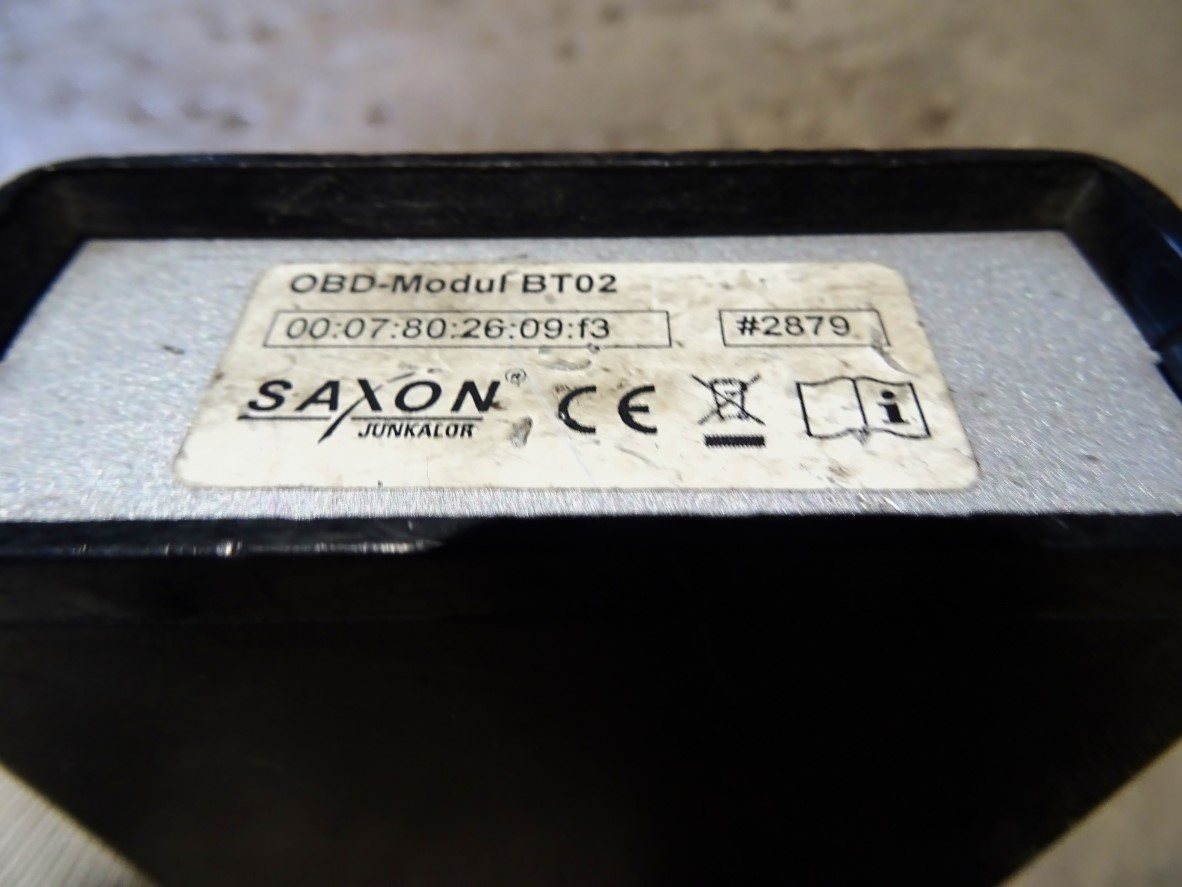 OBD-Modul BT02
00:07:80:26:09:f3 #2879
SAXON®
JUNKALOR
CE
i